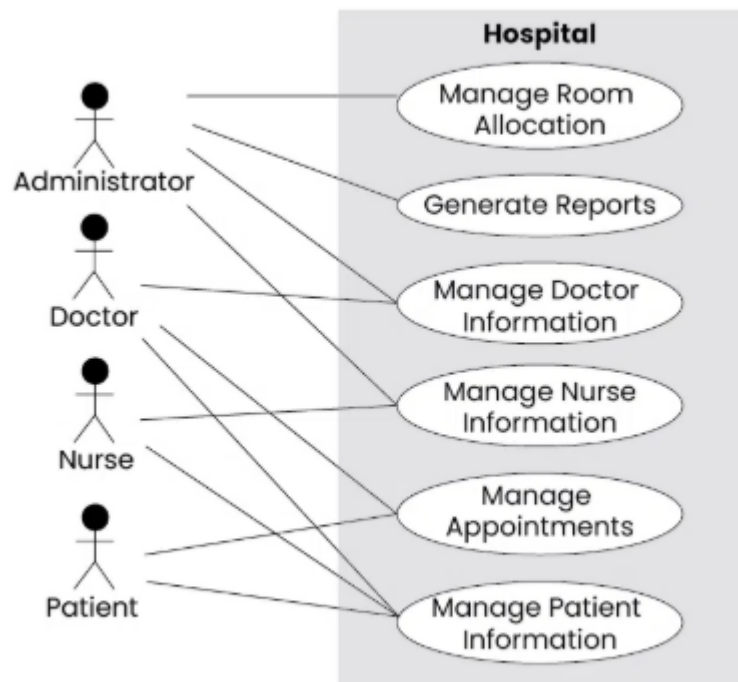 Hospital
Manage Room
Allocation
Administrator
Generate Reports
Doctor
Manage Doctor
Information
Nurse
Manage Nurse
Information
Manage
Appointments
Patient
Manage Patient
Information